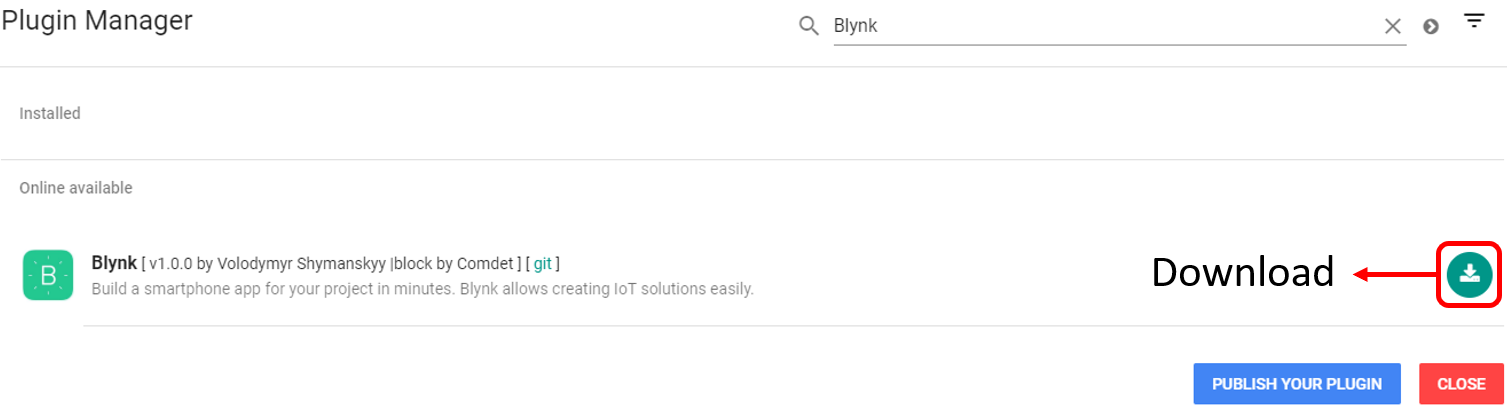 Plugin Manager
Blynk
Installed
Online available
B
Blynk [ v1.0.0 by Volodymyr Shymanskyy |block by Comdet ] [ git ]
Build a smartphone app for your project in minutes. Blynk allows creating IoT solutions easily.
Download
PUBLISH YOUR PLUGIN
CLOSE